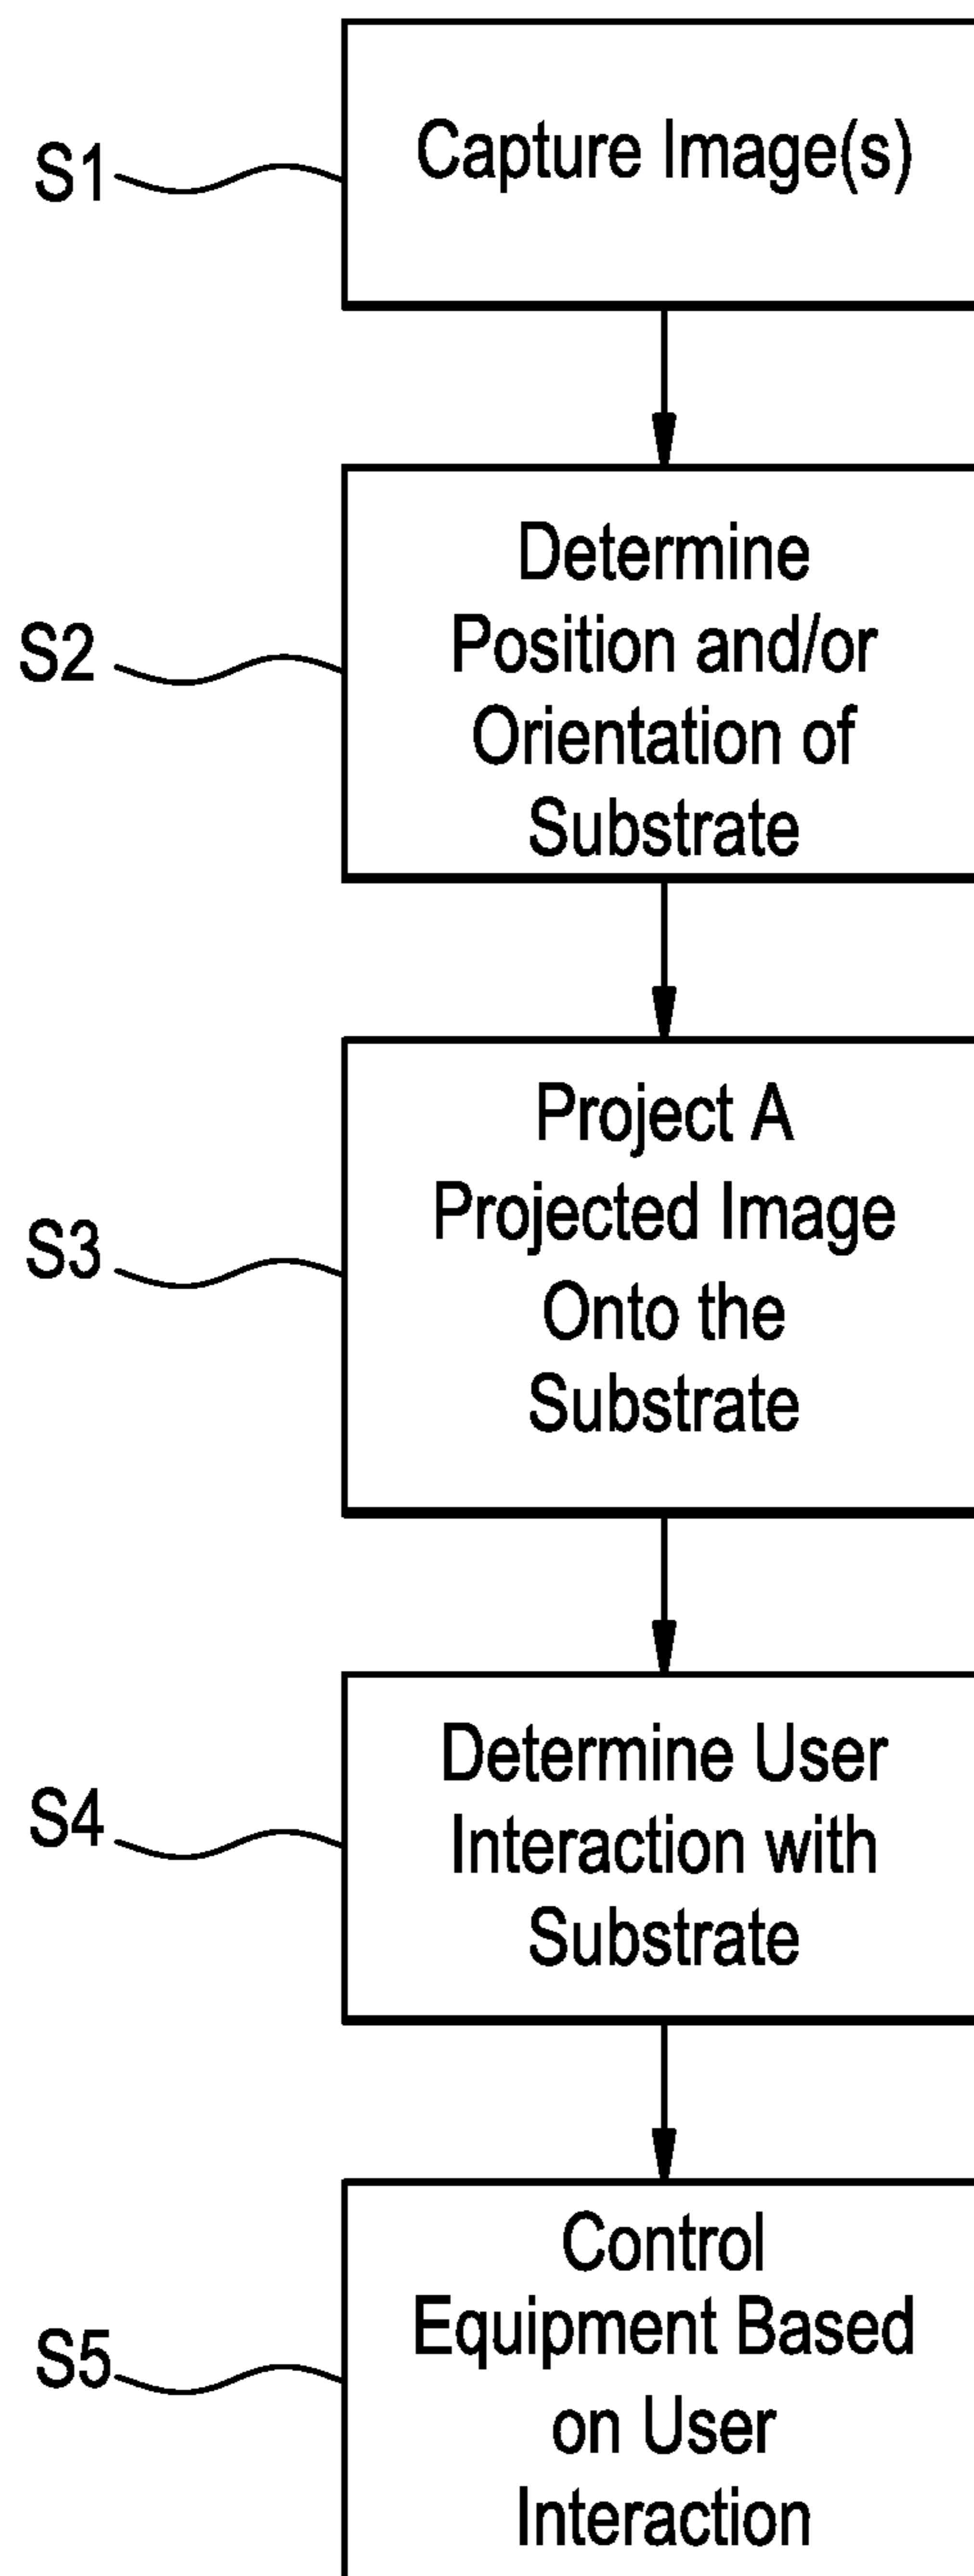 S1
Capture Image(s)
S2
Determine
Position and/or
Orientation of
Substrate
S3
Project A
Projected Image
Onto the
Substrate
S4
Determine User
Interaction with
Substrate
S5
Control
Equipment Based
on User
Interaction